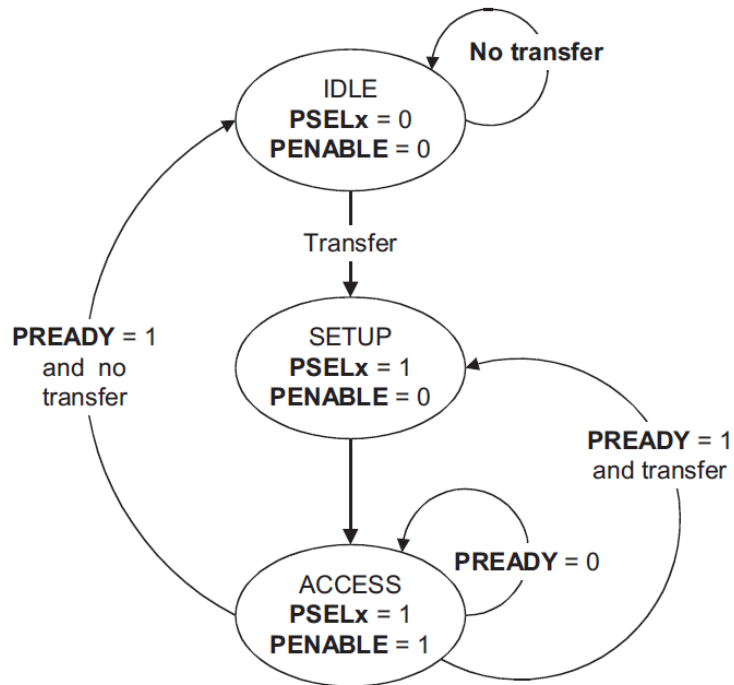 No transfer
IDLE
PSELx = 0
PENABLE = 0
Transfer
SETUP
PSELx = 1
PENABLE = 0
PREADY = 1
and no
transfer
PREADY = 1
and transfer
PREADY = 0
ACCESS
PSELx = 1
PENABLE = 1